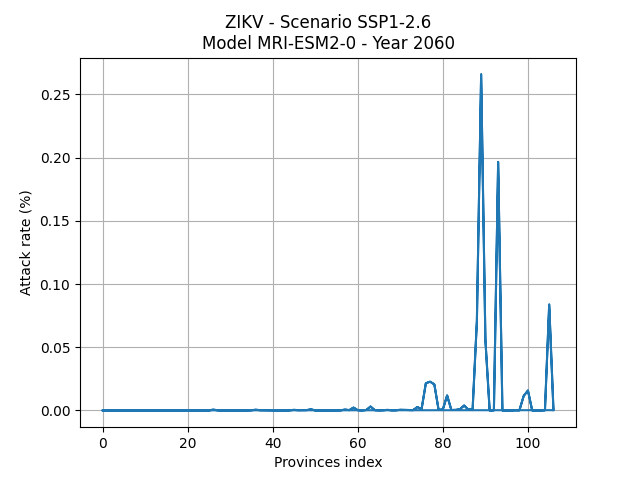 ZIKV - Scenario SSP1-2.6
Model MRI-ESM2-0 - Year 2060
0.25
0.20
0.15
0.10
0.05
0.00
Attack rate (%)
0 20 40 60 80 100
Provinces index